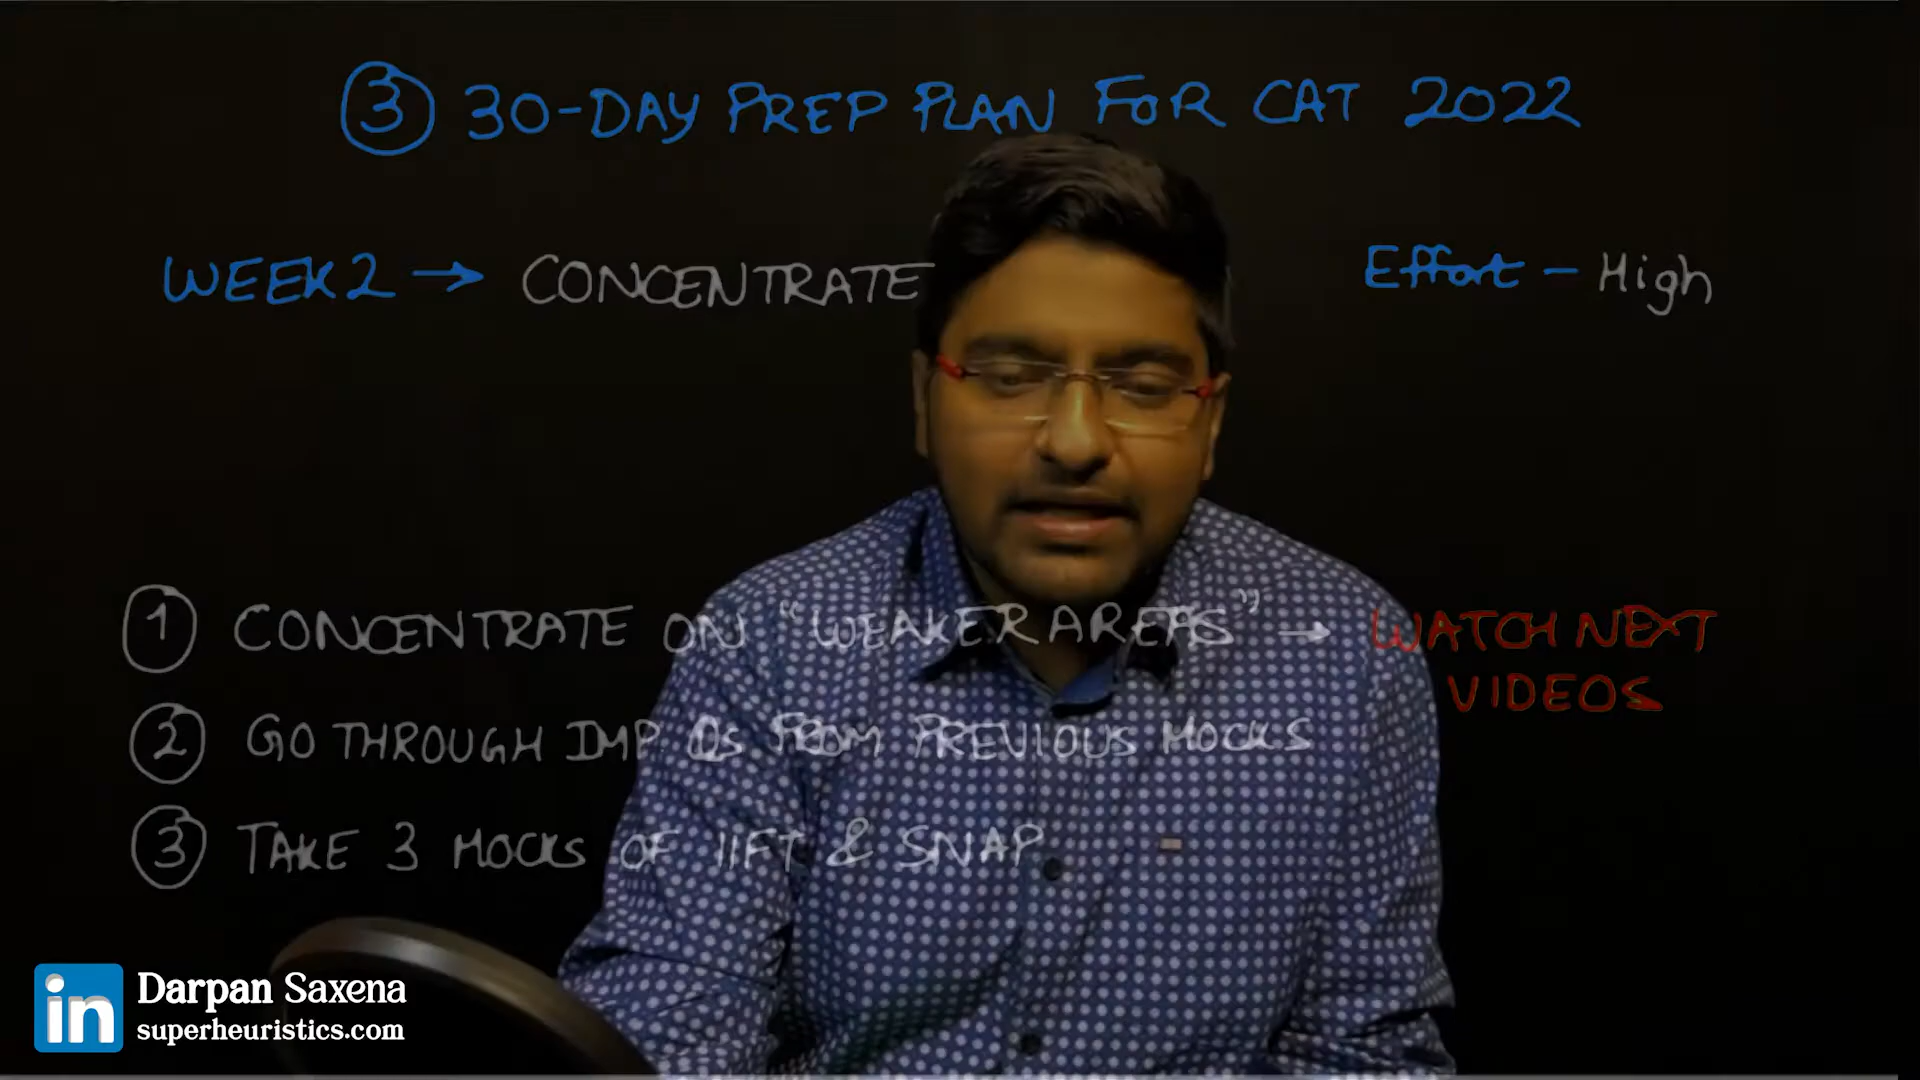 3 30-DAY PREP PLAN FOR CAT 2022
WEEK 2 → CONCENTRATE
Effort - High
1 CONCENTRATE ON "WEAKER AREAS" → WATCH NEXT VIDEOS
2 GO THROUGH IMP. Qs FROM PREVIOUS MOCKS
3 TAKE 3 MOCKS OF IIFT & SNAP
in Darpan Saxena
superheuristics.com